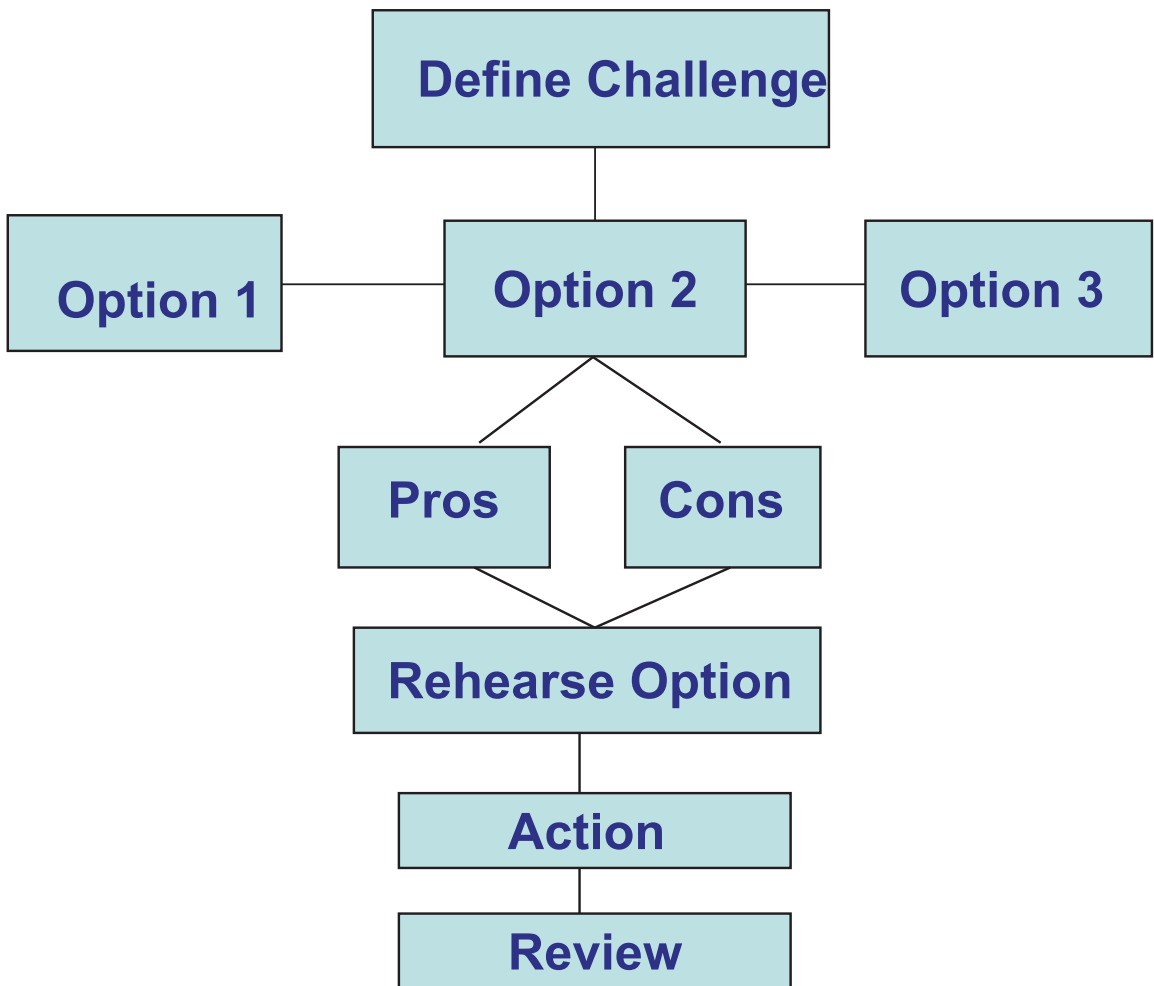 Define Challenge
Option 1
Option 2
Option 3
Pros
Cons
Rehearse Option
Action
Review